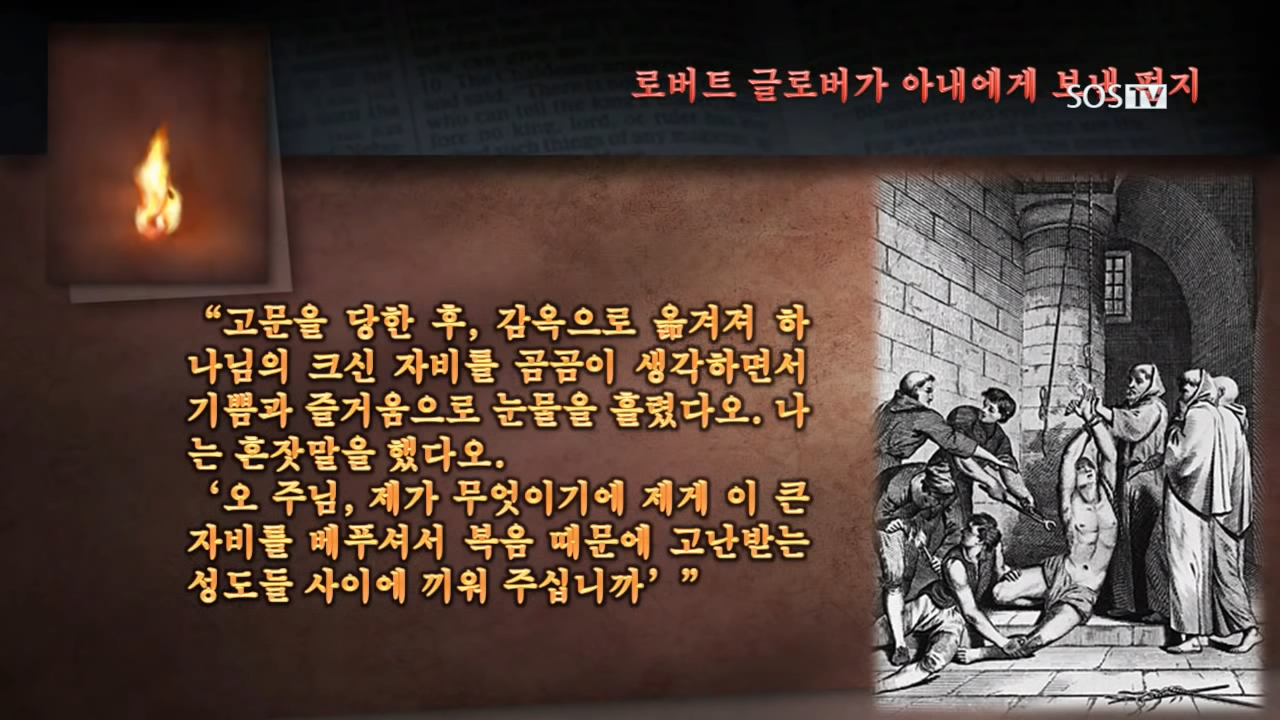 로버트 글로버가 아내에게 보낸 편지
SOSTV
“고문을 당한 후, 감옥으로 옮겨져 하
나님의 크신 자비를 곰곰이 생각하면서
기쁨과 즐거움으로 눈물을 흘렸다오. 나
는 혼잣말을 했다오.
‘오 주님, 제가 무엇이기에 제게 이 큰
자비를 베푸셔서 복음 때문에 고난받는
성도들 사이에 끼워 주십니까’ ”